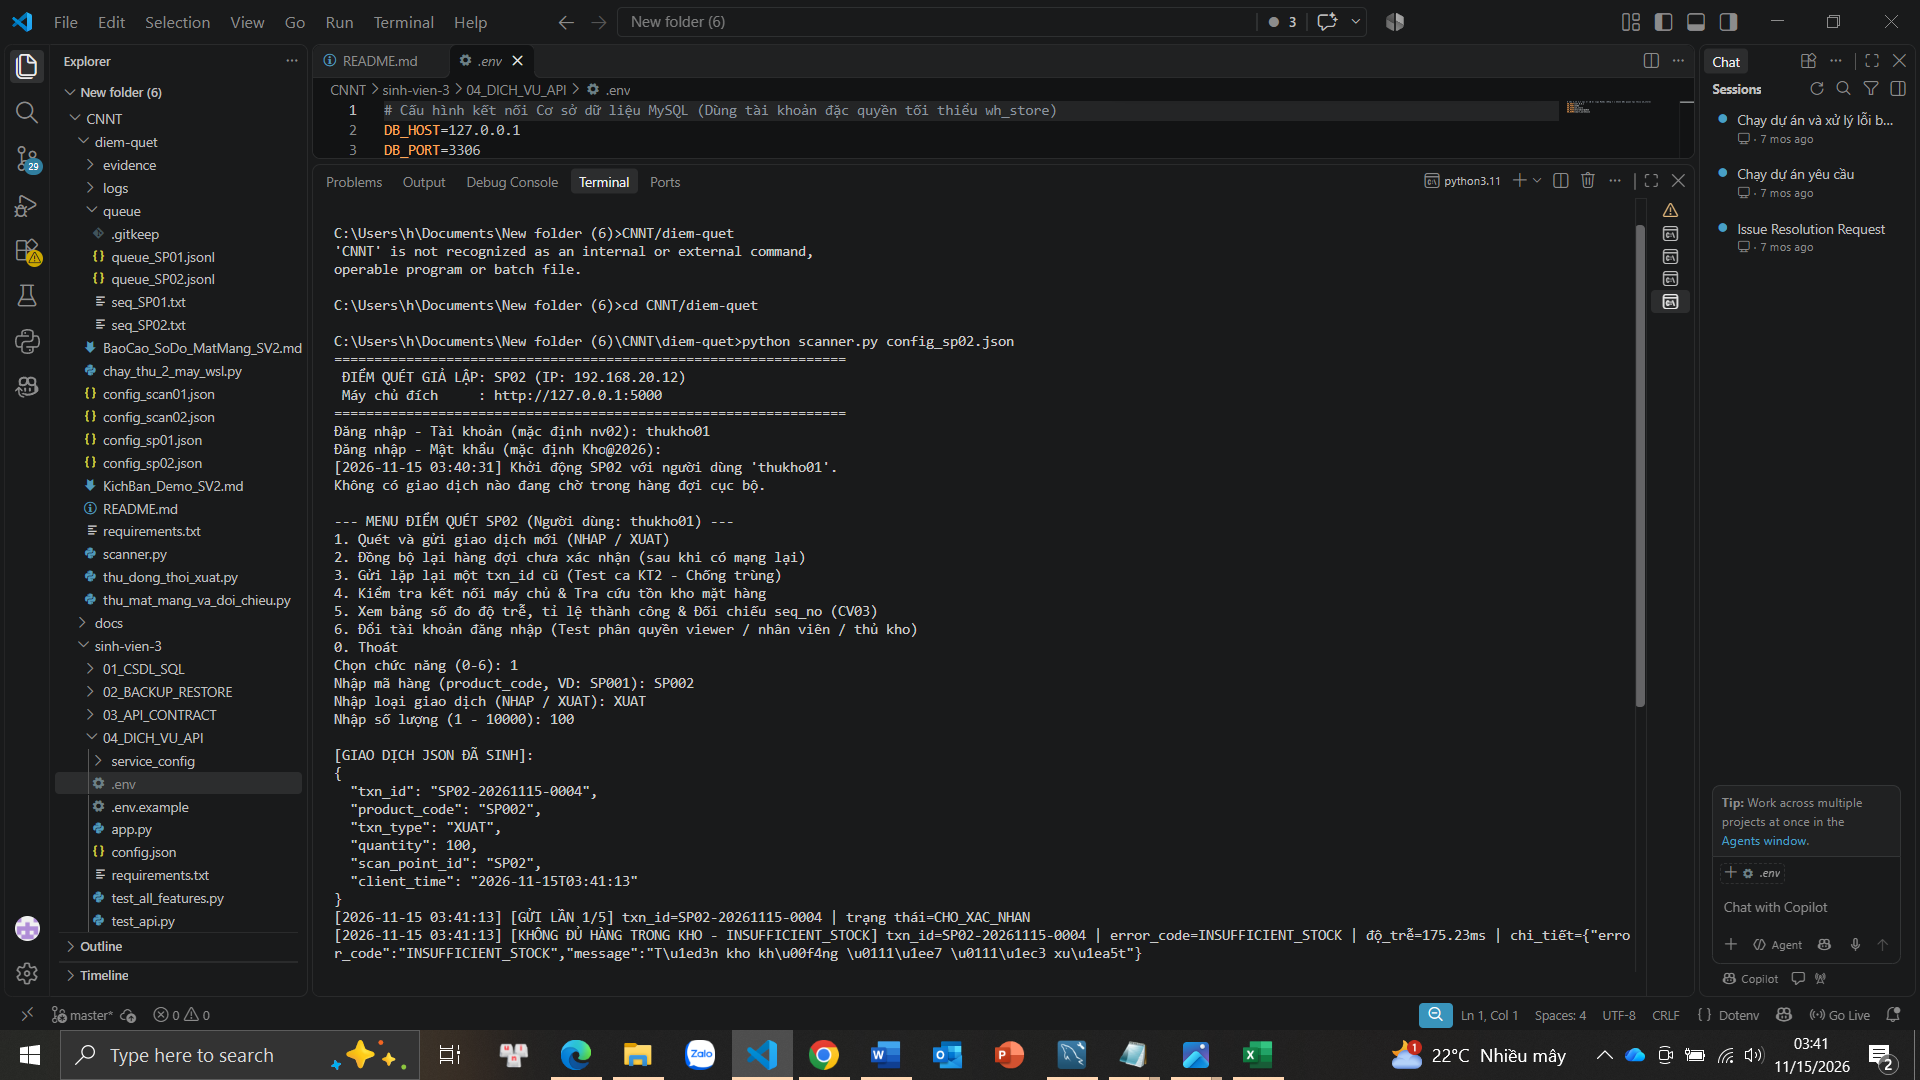 File Edit Selection View Go Run Terminal Help
New folder (6)
3
Explorer
New folder (6)
CNNT
diem-quet
evidence
logs
queue
.gitkeep
queue_SP01.jsonl
queue_SP02.jsonl
seq_SP01.txt
seq_SP02.txt
BaoCao_SoDo_MatMang_SV2.md
chay_thu_2_may_wsl.py
config_scan01.json
config_scan02.json
config_sp01.json
config_sp02.json
KichBan_Demo_SV2.md
README.md
requirements.txt
scanner.py
thu_dong_thoi_xuat.py
thu_mat_mang_va_doi_chieu.py
docs
sinh-vien-3
01_CSDL_SQL
02_BACKUP_RESTORE
03_API_CONTRACT
04_DICH_VU_API
service_config
.env
.env.example
app.py
config.json
requirements.txt
test_all_features.py
test_api.py
Outline
Timeline
29
README.md
.env
CNNT > sinh-vien-3 > 04_DICH_VU_API > .env
1 # Cấu hình kết nối Cơ sở dữ liệu MySQL (Dùng tài khoản đặc quyền tối thiểu wh_store)
2 DB_HOST=127.0.0.1
3 DB_PORT=3306
Problems Output Debug Console Terminal Ports
python3.11
C:\Users\h\Documents\New folder (6)>CNNT/diem-quet
'CNNT' is not recognized as an internal or external command,
operable program or batch file.
C:\Users\h\Documents\New folder (6)>cd CNNT/diem-quet
C:\Users\h\Documents\New folder (6)\CNNT\diem-quet>python scanner.py config_sp02.json
================================================================
ĐIỂM QUÉT GIẢ LẬP: SP02 (IP: 192.168.20.12)
Máy chủ đích : http://127.0.0.1:5000
================================================================
Đăng nhập - Tài khoản (mặc định nv02): thukho01
Đăng nhập - Mật khẩu (mặc định Kho@2026):
[2026-11-15 03:40:31] Khởi động SP02 với người dùng 'thukho01'.
Không có giao dịch nào đang chờ trong hàng đợi cục bộ.
--- MENU ĐIỂM QUÉT SP02 (Người dùng: thukho01) ---
1. Quét và gửi giao dịch mới (NHAP / XUAT)
2. Đồng bộ lại hàng đợi chưa xác nhận (sau khi có mạng lại)
3. Gửi lặp lại một txn_id cũ (Test ca KT2 - Chống trùng)
4. Kiểm tra kết nối máy chủ & Tra cứu tồn kho mặt hàng
5. Xem bảng số đo độ trễ, tỉ lệ thành công & Đối chiếu seq_no (CV03)
6. Đổi tài khoản đăng nhập (Test phân quyền viewer / nhân viên / thủ kho)
0. Thoát
Chọn chức năng (0-6): 1
Nhập mã hàng (product_code, VD: SP001): SP002
Nhập loại giao dịch (NHAP / XUAT): XUAT
Nhập số lượng (1 - 10000): 100
[GIAO DỊCH JSON ĐÃ SINH]:
{
"txn_id": "SP02-20261115-0004",
"product_code": "SP002",
"txn_type": "XUAT",
"quantity": 100,
"scan_point_id": "SP02",
"client_time": "2026-11-15T03:41:13"
}
[2026-11-15 03:41:13] [GỬI LẦN 1/5] txn_id=SP02-20261115-0004 | trạng thái=CHO_XAC_NHAN
[2026-11-15 03:41:13] [KHÔNG ĐỦ HÀNG TRONG KHO - INSUFFICIENT_STOCK] txn_id=SP02-20261115-0004 | error_code=INSUFFICIENT_STOCK | độ_trễ=175.23ms | chi_tiết={"erro
r_code":"INSUFFICIENT_STOCK","message":"T\u1ed3n kho kh\u00f4ng \u0111\u1ee7 \u0111\u1ec3 xu\u1ea5t"}
Chat
Sessions
Chạy dự án và xử lý lỗi b...
7 mos ago
Chạy dự án yêu cầu
7 mos ago
Issue Resolution Request
7 mos ago
Tip: Work across multiple
projects at once in the
Agents window.
+ .env
Chat with Copilot
Agent
Copilot
master* 0 0
Ln 1, Col 1 Spaces: 4 UTF-8 CRLF { } Dotenv Go Live
Type here to search
Zalo
1
22°C Nhiều mây
03:41
11/15/2026
2